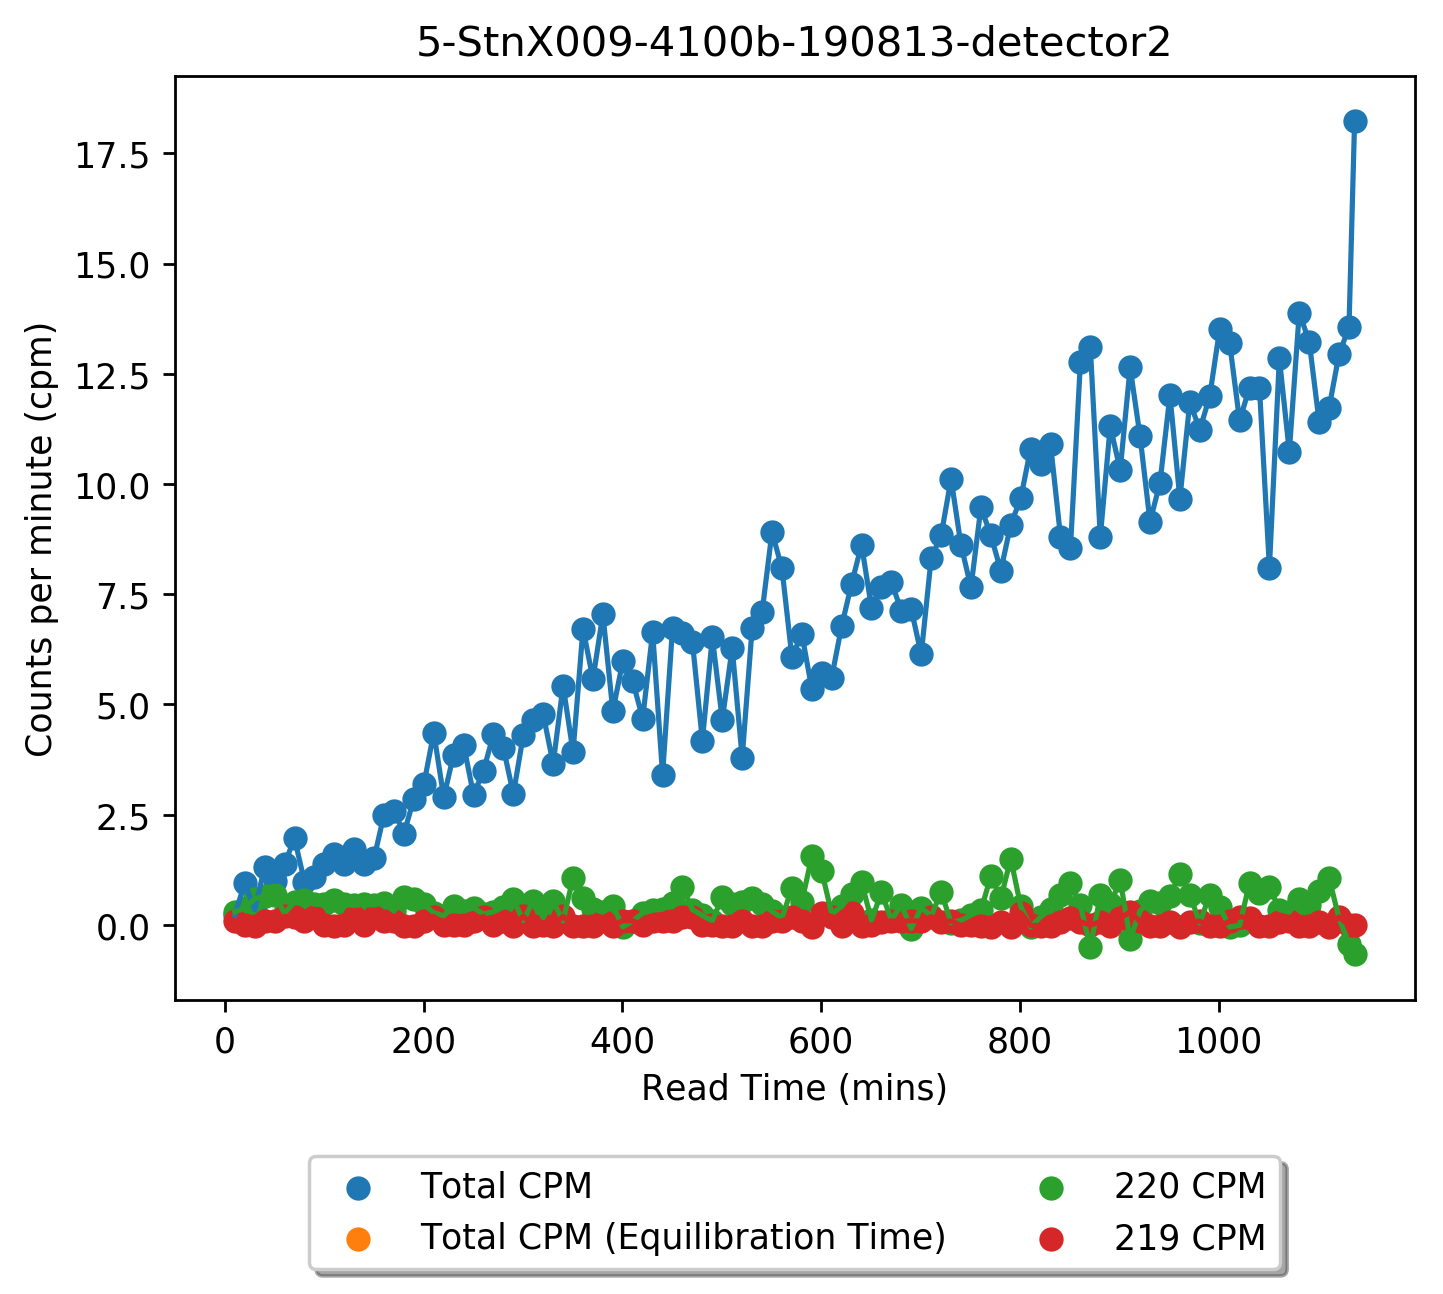 5-StnX009-4100b-190813-detector2
Counts per minute (cpm)
17.5
15.0
12.5
10.0
7.5
5.0
2.5
0.0
0 200 400 600 800 1000
Read Time (mins)
Total CPM
Total CPM (Equilibration Time)
220 CPM
219 CPM